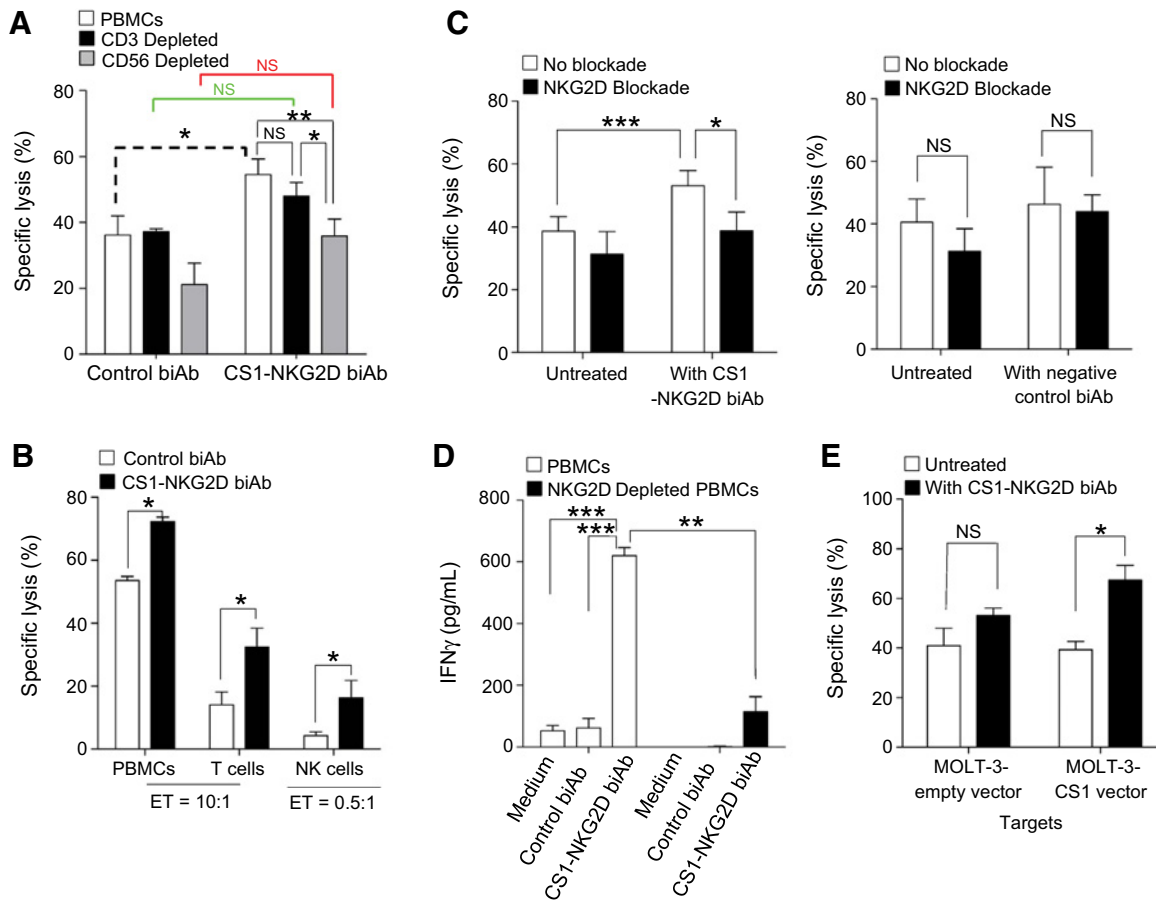 A
PBMCs
CD3 Depleted
CD56 Depleted
NS
NS
*
**
NS
*
Specific lysis (%)
80
60
40
20
0
Control biAb
CS1-NKG2D biAb
C
No blockade
NKG2D Blockade
***
*
Specific lysis (%)
80
60
40
20
0
Untreated
With CS1
-NKG2D biAb
No blockade
NKG2D Blockade
NS
NS
Specific lysis (%)
80
60
40
20
0
Untreated
With negative
control biAb
B
Control biAb
CS1-NKG2D biAb
*
*
*
Specific lysis (%)
80
60
40
20
0
PBMCs
T cells
NK cells
ET = 10:1
ET = 0.5:1
D
PBMCs
NKG2D Depleted PBMCs
***
***
**
IFNγ (pg/mL)
800
600
400
200
0
Medium
Control biAb
CS1-NKG2D biAb
Medium
Control biAb
CS1-NKG2D biAb
E
Untreated
With CS1-NKG2D biAb
NS
*
Specific lysis (%)
100
80
60
40
20
0
MOLT-3-
empty vector
MOLT-3-
CS1 vector
Targets